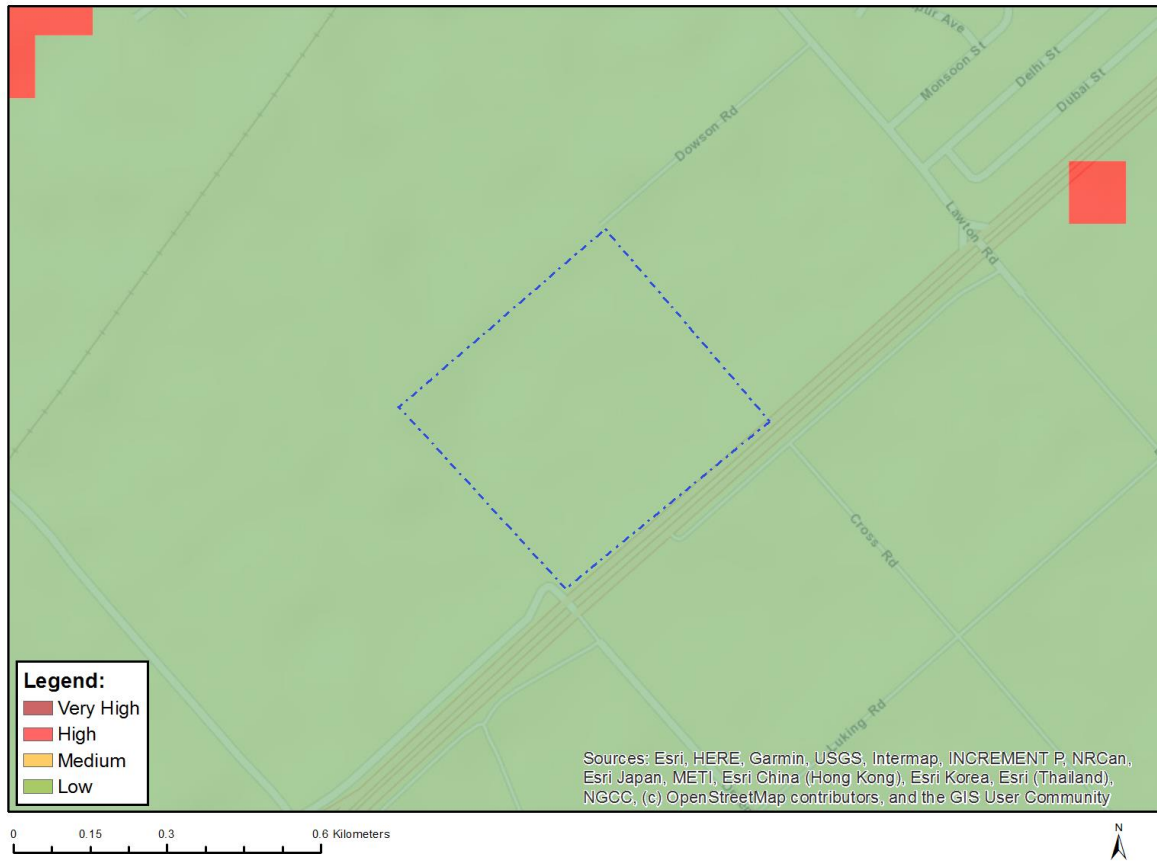 Ave
Monsoon St
Delhi St
Dubai St
Dowson Rd
Lawton Rd
Cross Rd
Luking Rd
Legend:
Very High
High
Medium
Low
Sources: Esri, HERE, Garmin, USGS, Intermap, INCREMENT P, NRCan,
Esri Japan, METI, Esri China (Hong Kong), Esri Korea, Esri (Thailand),
NGCC, (c) OpenStreetMap contributors, and the GIS User Community
0 0.15 0.3 0.6 Kilometers
N